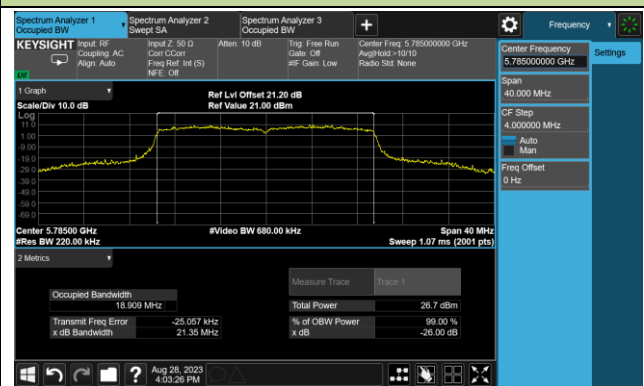 Spectrum Analyzer 1
Occupied BW
Spectrum Analyzer 2
Swept SA
Spectrum Analyzer 3
Occupied BW
Frequency
KEYSIGHT
Input: RF
Coupling: AC
Align: Auto
Input Z: 50 Ω
Corr CCorr
Freq Ref: Int (S)
NFE: Off
Atten: 10 dB
Trig: Free Run
Gate: Off
#IF Gain: Low
Center Freq: 5.785000000 GHz
Avg|Hold:>10/10
Radio Std: None
Center Frequency
5.785000000 GHz
Settings
Span
40.000 MHz
CF Step
4.000000 MHz
Auto
Man
Freq Offset
0 Hz
1 Graph
Scale/Div 10.0 dB
Ref Lvl Offset 21.20 dB
Ref Value 21.00 dBm
Log
11.0
1.00
-9.00
-19.0
-29.0
-39.0
-49.0
-59.0
-69.0
Center 5.78500 GHz
#Res BW 220.00 kHz
#Video BW 680.00 kHz
Span 40 MHz
Sweep 1.07 ms (2001 pts)
2 Metrics
Measure Trace
Trace 1
Occupied Bandwidth
18.909 MHz
Total Power
26.7 dBm
Transmit Freq Error
-25.057 kHz
% of OBW Power
99.00 %
x dB Bandwidth
21.35 MHz
x dB
-26.00 dB
Aug 28, 2023
4:03:26 PM